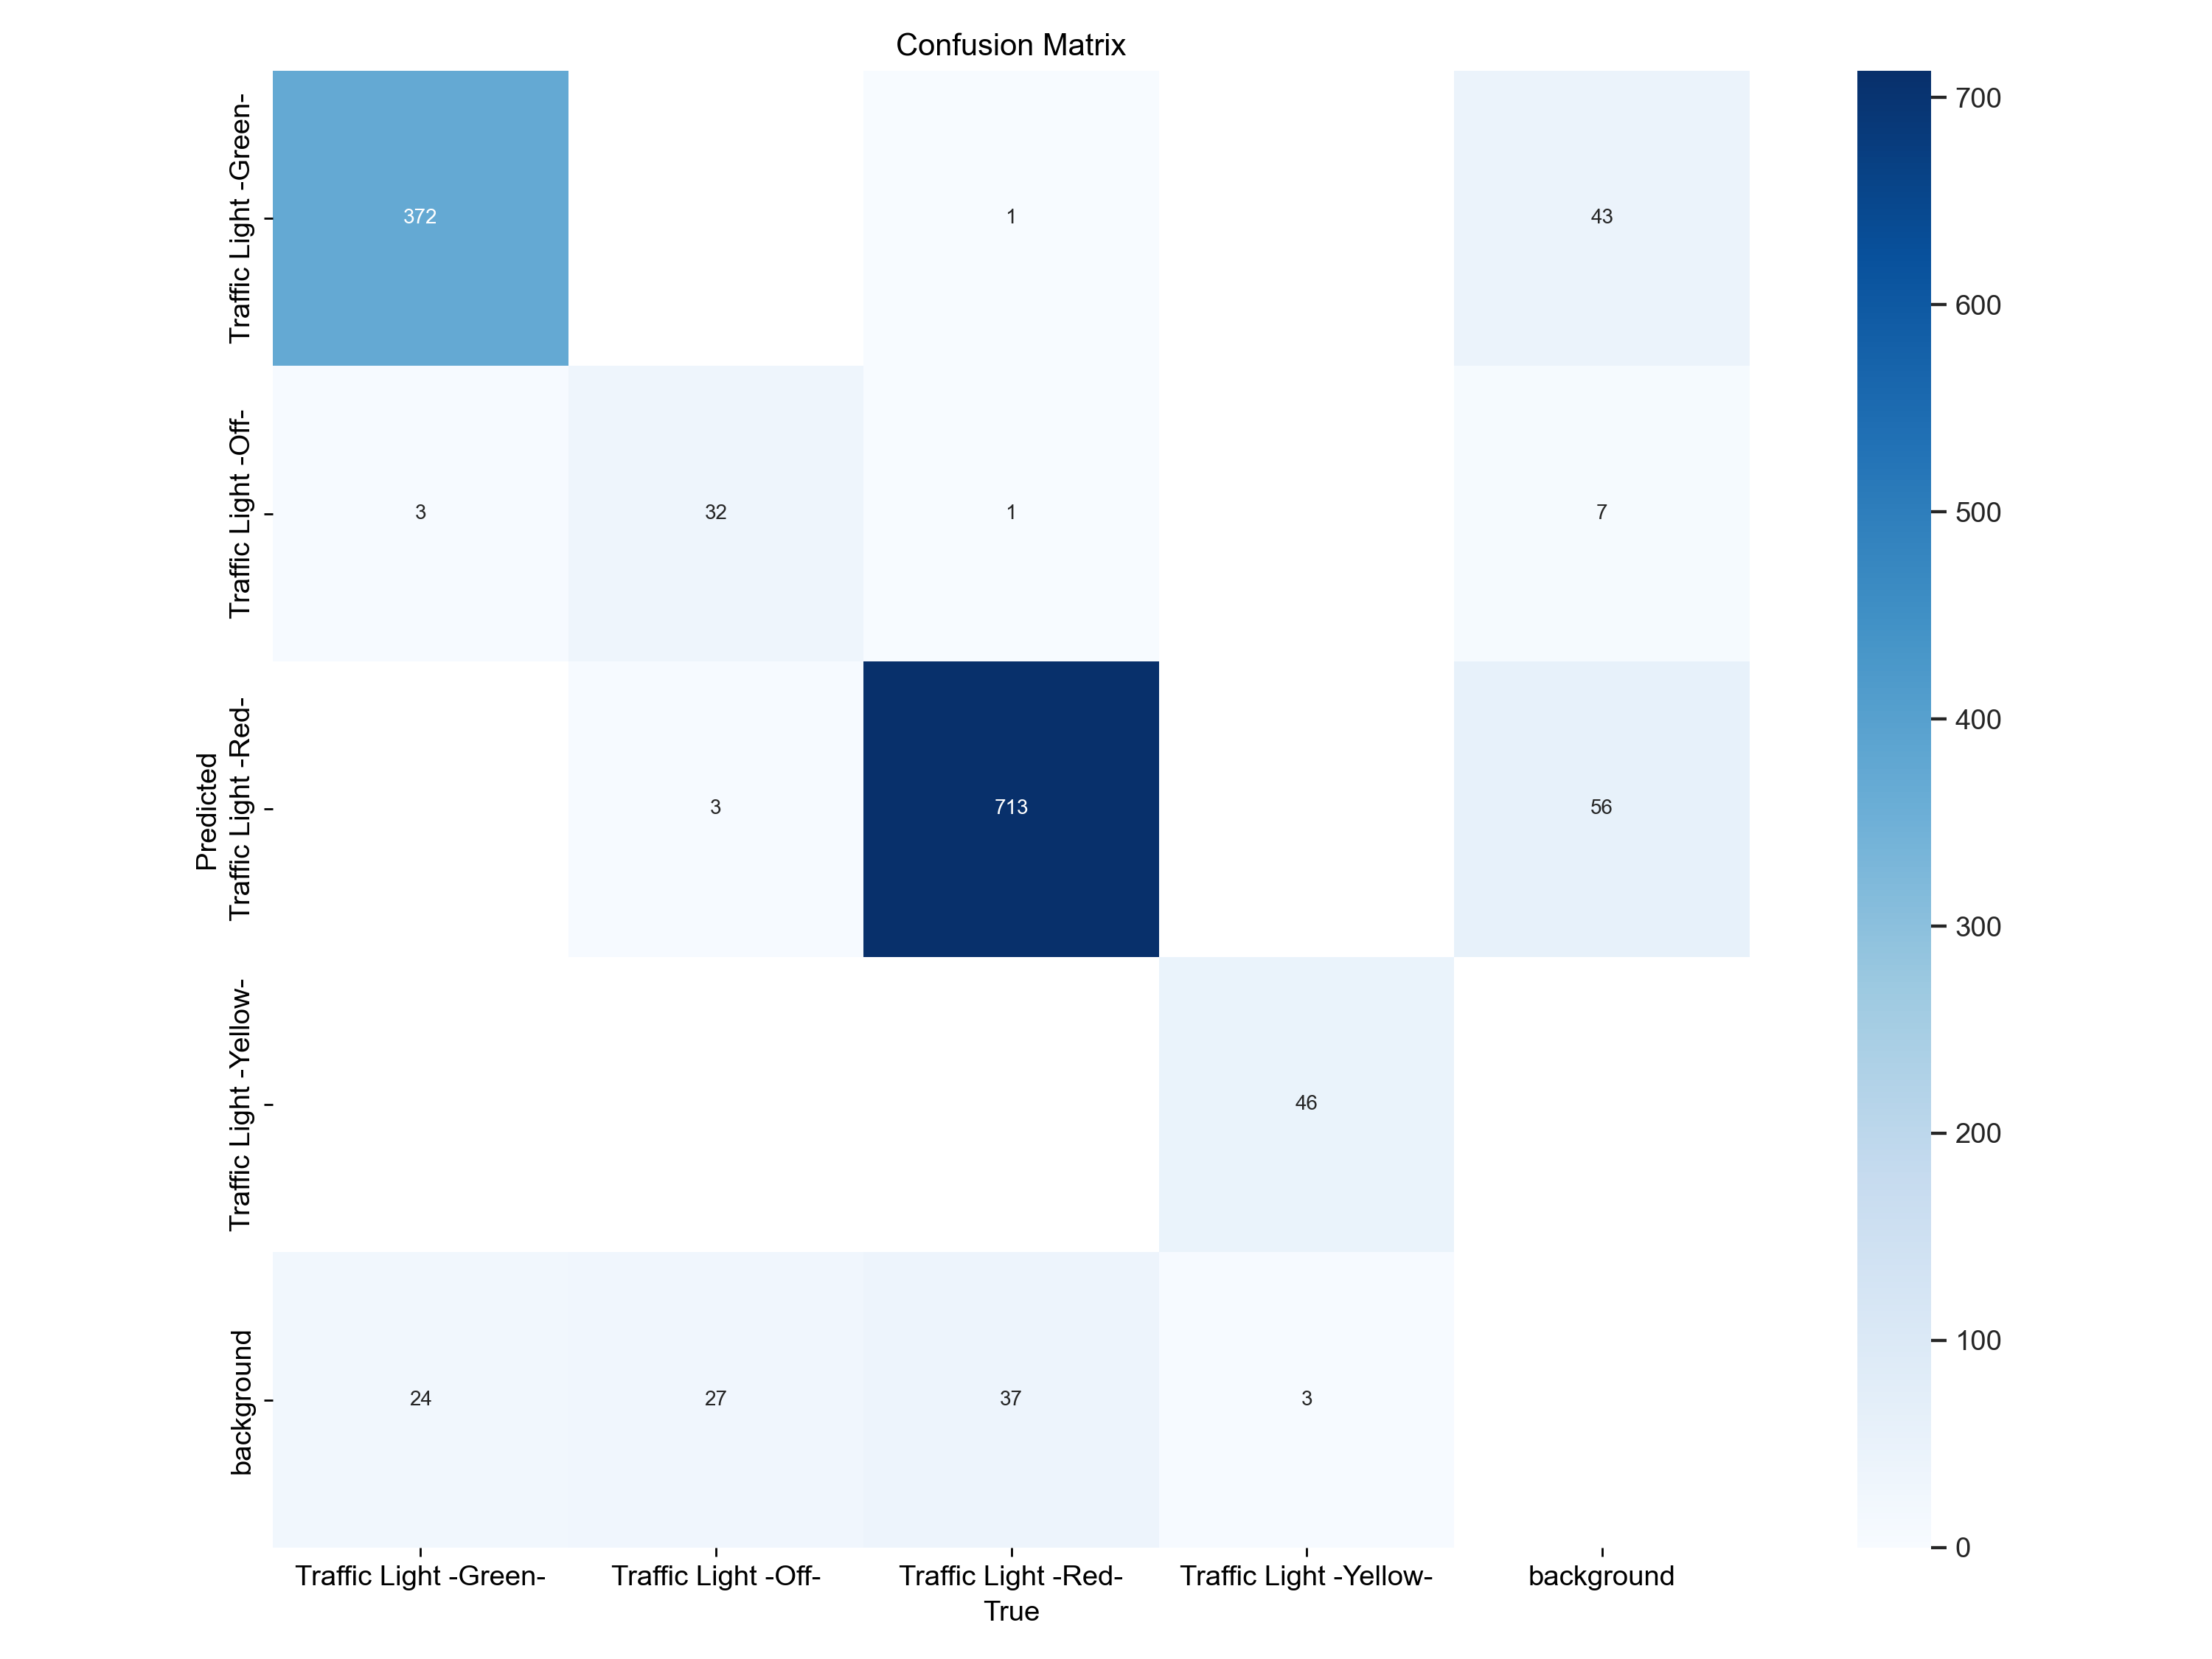 Confusion Matrix
Predicted
Traffic Light -Green-
372
1
43
Traffic Light -Off-
3
32
1
7
Traffic Light -Red-
3
713
56
Traffic Light -Yellow-
46
background
24
27
37
3
Traffic Light -Green-
Traffic Light -Off-
Traffic Light -Red-
Traffic Light -Yellow-
background
True
700
600
500
400
300
200
100
0